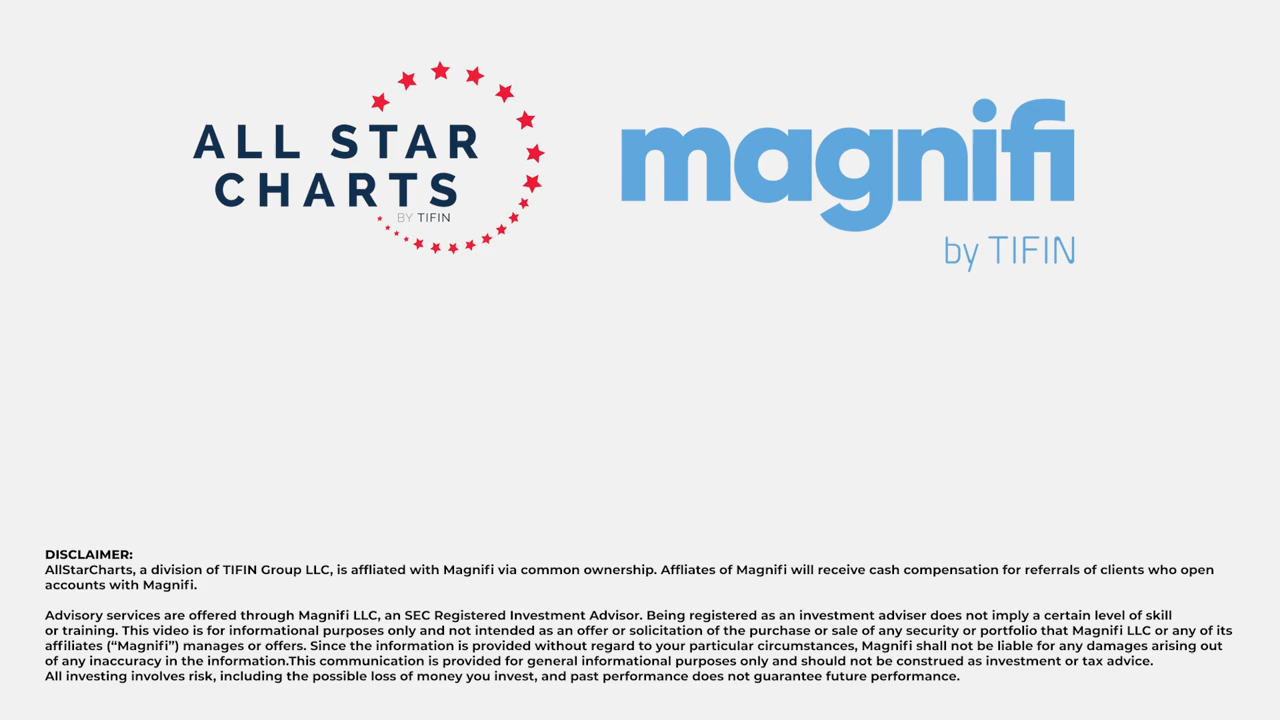 ALL STAR
CHARTS
BY TIFIN
magnifi
by TIFIN
DISCLAIMER:
AllStarCharts, a division of TIFIN Group LLC, is affliated with Magnifi via common ownership. Affliates of Magnifi will receive cash compensation for referrals of clients who open
accounts with Magnifi.
Advisory services are offered through Magnifi LLC, an SEC Registered Investment Advisor. Being registered as an investment adviser does not imply a certain level of skill
or training. This video is for informational purposes only and not intended as an offer or solicitation of the purchase or sale of any security or portfolio that Magnifi LLC or any of its
affiliates (“Magnifi”) manages or offers. Since the information is provided without regard to your particular circumstances, Magnifi shall not be liable for any damages arising out
of any inaccuracy in the information.This communication is provided for general informational purposes only and should not be construed as investment or tax advice.
All investing involves risk, including the possible loss of money you invest, and past performance does not guarantee future performance.